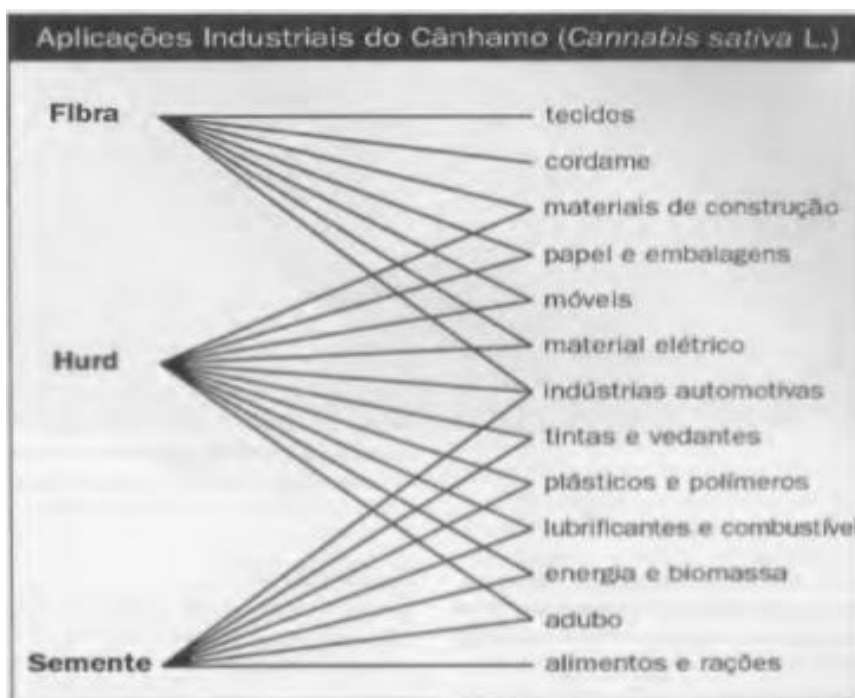 Aplicações Industriais do Cânhamo (Cannabis sativa L.)
Fibra
tecidos
cordame
materiais de construção
papel e embalagens
móveis
material elétrico
Hurd
indústrias automotivas
tintas e vedantes
plásticos e polímeros
lubrificantes e combustível
energia e biomassa
adubo
Semente
alimentos e rações